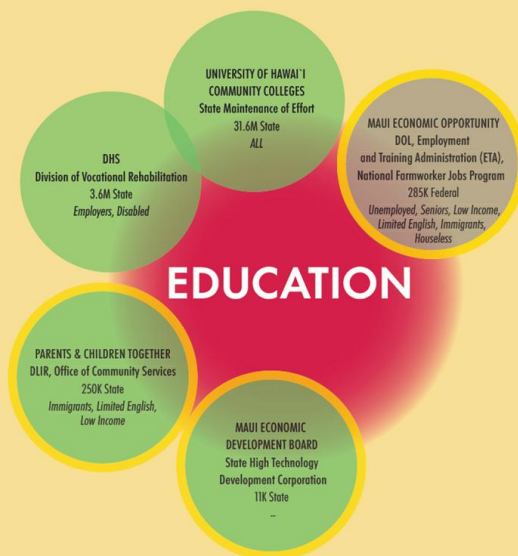 UNIVERSITY OF HAWAI`I
COMMUNITY COLLEGES
State Maintenance of Effort
31.6M State
ALL
MAUI ECONOMIC OPPORTUNITY
DOL, Employment
and Training Administration (ETA),
National Farmworker Jobs Program
285K Federal
Unemployed, Seniors, Low Income,
Limited English, Immigrants,
Houseless
DHS
Division of Vocational Rehabilitation
3.6M State
Employers, Disabled
EDUCATION
PARENTS & CHILDREN TOGETHER
DLIR, Office of Community Services
250K State
Immigrants, Limited English,
Low Income
MAUI ECONOMIC
DEVELOPMENT BOARD
State High Technology
Development Corporation
11K State
--